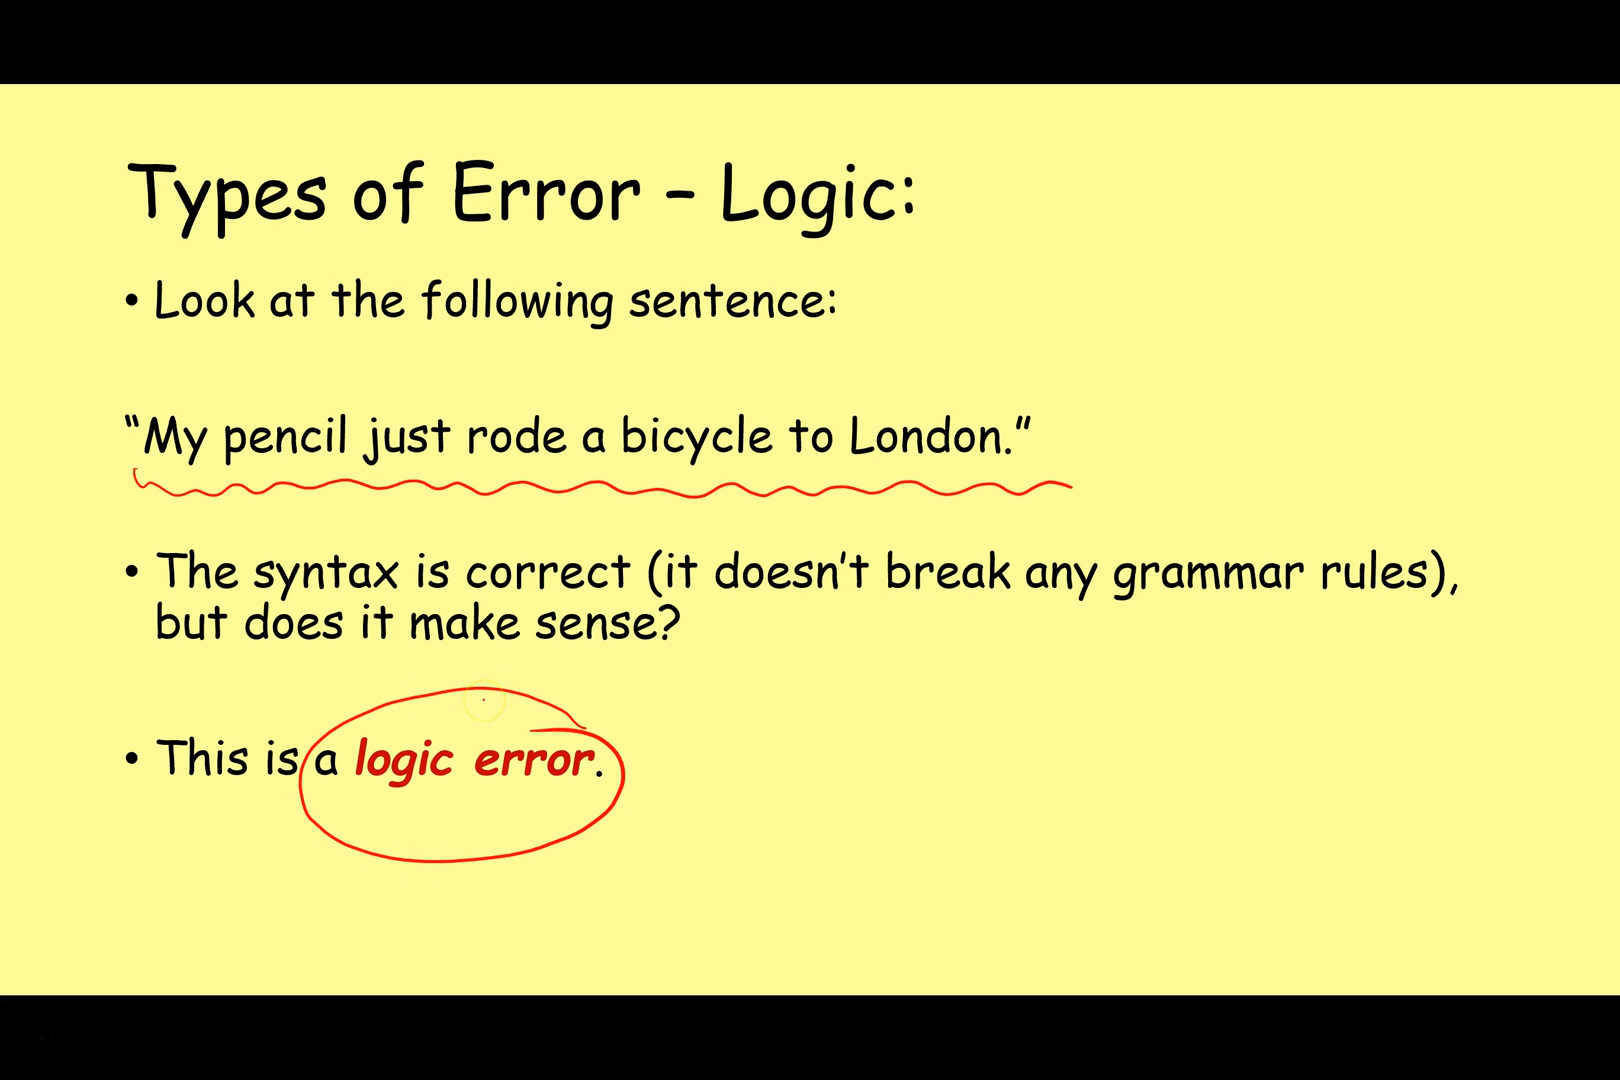 Types of Error – Logic:
• Look at the following sentence:
“My pencil just rode a bicycle to London.”
• The syntax is correct (it doesn’t break any grammar rules),
but does it make sense?
• This is a logic error.